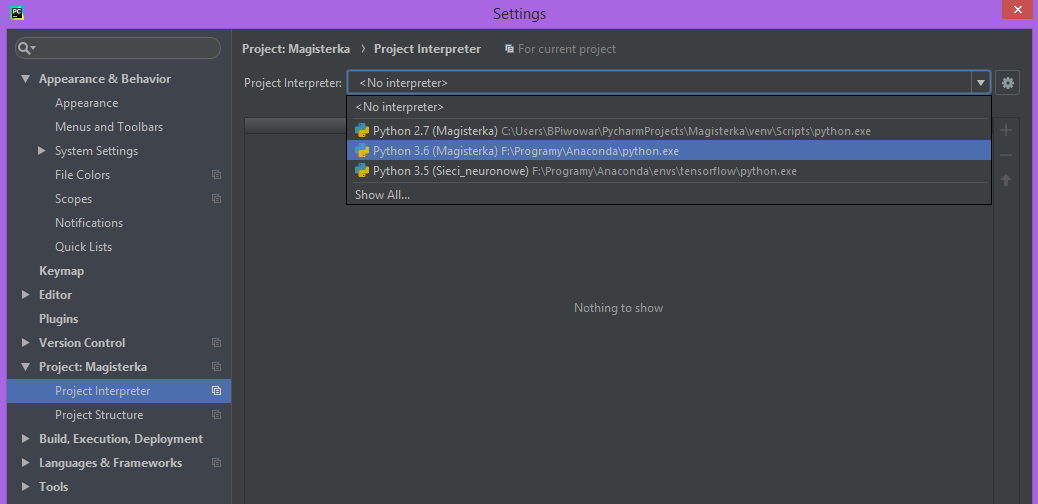 PC
Settings
Project: Magisterka › Project Interpreter For current project
Project Interpreter: <No interpreter>
<No interpreter>
Python 2.7 (Magisterka) C:\Users\BPiwowar\PycharmProjects\Magisterka\venv\Scripts\python.exe
Python 3.6 (Magisterka) F:\Programy\Anaconda\python.exe
Python 3.5 (Sieci_neuronowe) F:\Programy\Anaconda\envs\tensorflow\python.exe
Show All...
Nothing to show
Appearance & Behavior
Appearance
Menus and Toolbars
System Settings
File Colors
Scopes
Notifications
Quick Lists
Keymap
Editor
Plugins
Version Control
Project: Magisterka
Project Interpreter
Project Structure
Build, Execution, Deployment
Languages & Frameworks
Tools